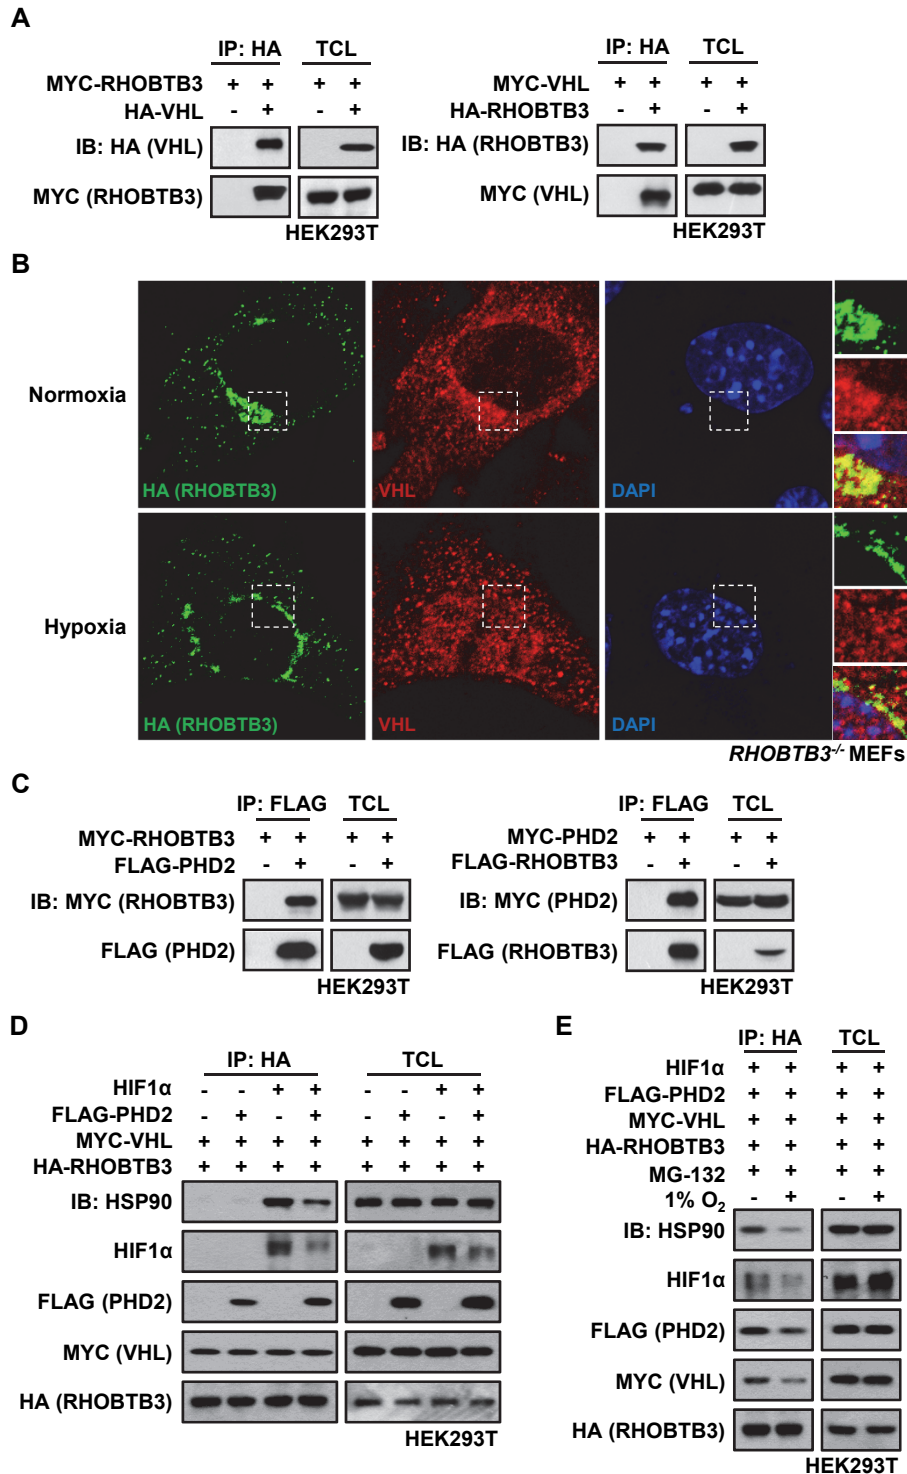 A
IP: HA TCL
MYC-RHOBTB3 + + + +
HA-VHL - + - +
IB: HA (VHL)
MYC (RHOBTB3)
HEK293T
IP: HA TCL
MYC-VHL + + + +
HA-RHOBTB3 - + - +
IB: HA (RHOBTB3)
MYC (VHL)
HEK293T
B
Normoxia
HA (RHOBTB3) VHL DAPI
Hypoxia
HA (RHOBTB3) VHL DAPI
RHOBTB3-/- MEFs
C
IP: FLAG TCL
MYC-RHOBTB3 + + + +
FLAG-PHD2 - + - +
IB: MYC (RHOBTB3)
FLAG (PHD2)
HEK293T
IP: FLAG TCL
MYC-PHD2 + + + +
FLAG-RHOBTB3 - + - +
IB: MYC (PHD2)
FLAG (RHOBTB3)
HEK293T
D
IP: HA TCL
HIF1α - - + + - - + +
FLAG-PHD2 - + - + - + - +
MYC-VHL + + + + + + + +
HA-RHOBTB3 + + + + + + + +
IB: HSP90
HIF1α
FLAG (PHD2)
MYC (VHL)
HA (RHOBTB3)
HEK293T
E
IP: HA TCL
HIF1α + + + +
FLAG-PHD2 + + + +
MYC-VHL + + + +
HA-RHOBTB3 + + + +
MG-132 + + + +
1% O2 - + - +
IB: HSP90
HIF1α
FLAG (PHD2)
MYC (VHL)
HA (RHOBTB3)
HEK293T